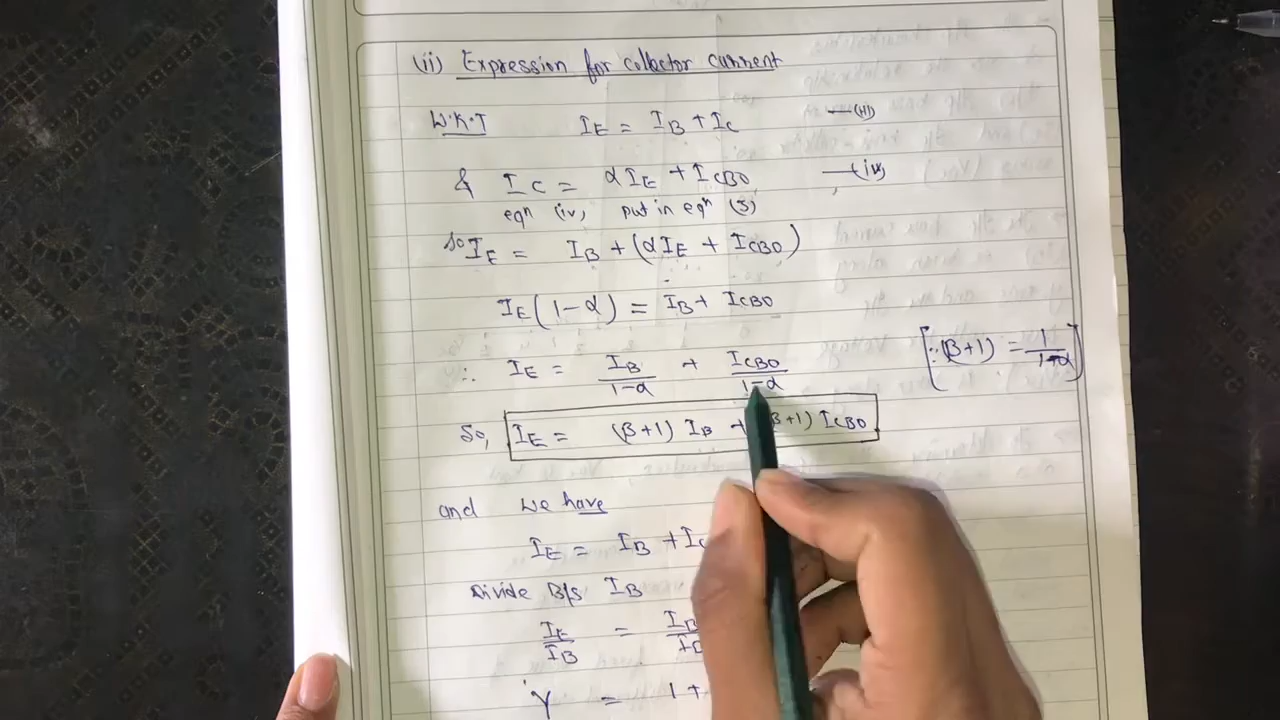 (ii) Expression for collector current
W.K.T IE = IB + IC —(iii)
& IC = αIE + ICBO —(iv)
eqn (iv) put in eqn (3)
So IE = IB + (αIE + ICBO)
IE(1-α) = IB + ICBO
∴ IE = IB/1-α + ICBO/1-α [∵(β+1) = 1/1-α]
So, IE = (β+1) IB + (β+1) ICBO
and we have
IE = IB + IC
Divide B/s IB
IE/IB = IB
γ = 1+